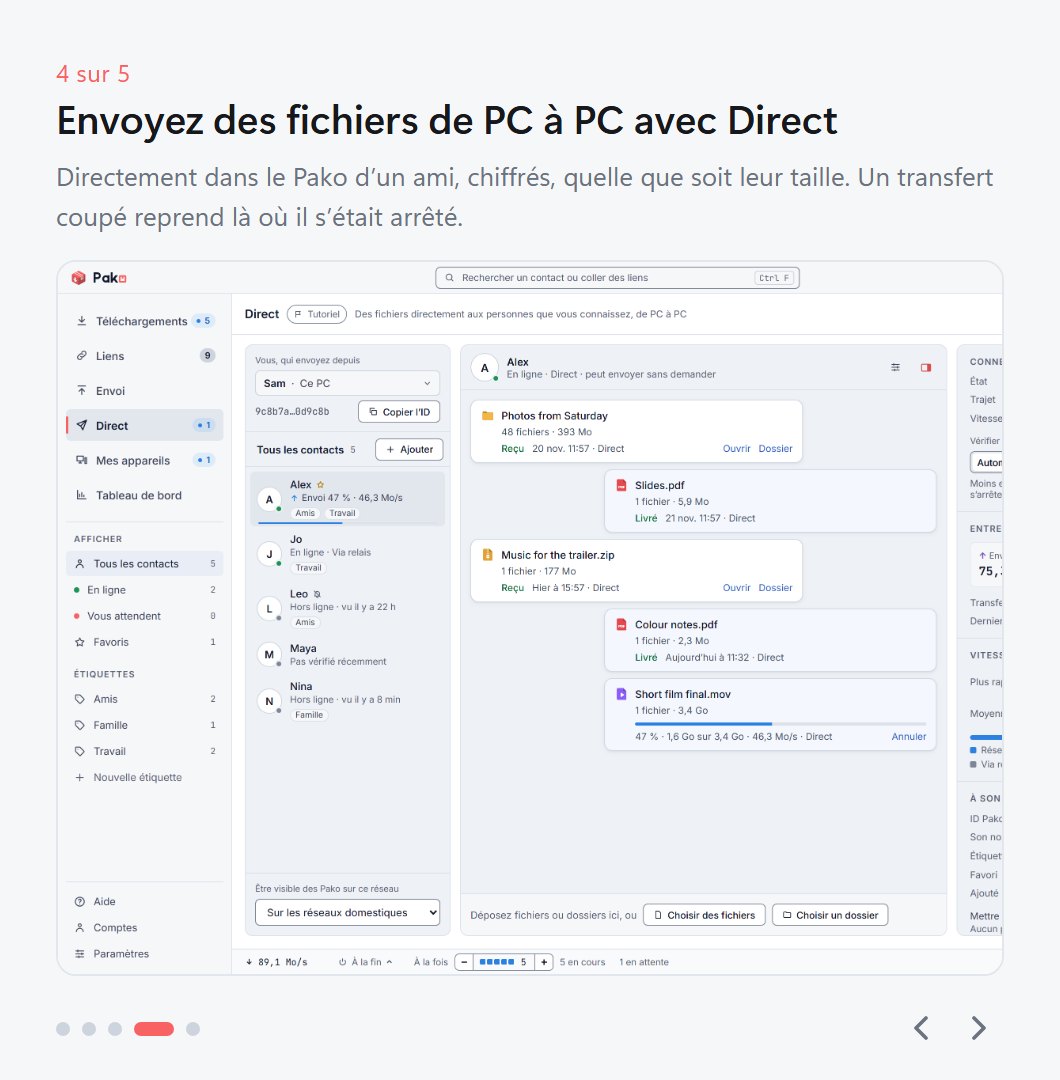 4 sur 5
Envoyez des fichiers de PC à PC avec Direct
Directement dans le Pako d’un ami, chiffrés, quelle que soit leur taille. Un transfert
coupé reprend là où il s’était arrêté.
Pako
Rechercher un contact ou coller des liens
Ctrl F
Téléchargements 5
Liens 9
Envoi
Direct 1
Mes appareils 1
Tableau de bord
AFFICHER
Tous les contacts 5
En ligne 2
Vous attendent 0
Favoris 1
ÉTIQUETTES
Amis 2
Famille 1
Travail 2
+ Nouvelle étiquette
Aide
Comptes
Paramètres
Direct
Tutoriel
Des fichiers directement aux personnes que vous connaissez, de PC à PC
Vous, qui envoyez depuis
Sam · Ce PC
9c8b7a…0d9c8b
Copier l’ID
Tous les contacts 5
+ Ajouter
A
Alex
↑ Envoi 47 % · 46,3 Mo/s
Amis Travail
J
Jo
En ligne · Via relais
Travail
L
Leo
Hors ligne · vu il y a 22 h
Amis
M
Maya
Pas vérifié récemment
N
Nina
Hors ligne · vu il y a 8 min
Famille
Être visible des Pako sur ce réseau
Sur les réseaux domestiques
A
Alex
En ligne · Direct · peut envoyer sans demander
Photos from Saturday
48 fichiers · 393 Mo
Reçu 20 nov. 11:57 · Direct Ouvrir Dossier
Slides.pdf
1 fichier · 5,9 Mo
Livré 21 nov. 11:57 · Direct
Music for the trailer.zip
1 fichier · 177 Mo
Reçu Hier à 15:57 · Direct Ouvrir Dossier
Colour notes.pdf
1 fichier · 2,3 Mo
Livré Aujourd’hui à 11:32 · Direct
Short film final.mov
1 fichier · 3,4 Go
47 % · 1,6 Go sur 3,4 Go · 46,3 Mo/s · Direct Annuler
Déposez fichiers ou dossiers ici, ou
Choisir des fichiers
Choisir un dossier
CONNE
État
Trajet
Vitesse
Vérifier
Auton
Moins e
s’arrête
ENTRE
↑ Env
75,
Transfe
Dernier
VITESS
Plus rap
Moyen
Rése
Via re
À SON
ID Pako
Son no
Étiquet
Favori
Ajouté
Mettre
Aucun p
↓ 89,1 Mo/s
À la fin
À la fois
− 5 +
5 en cours
1 en attente